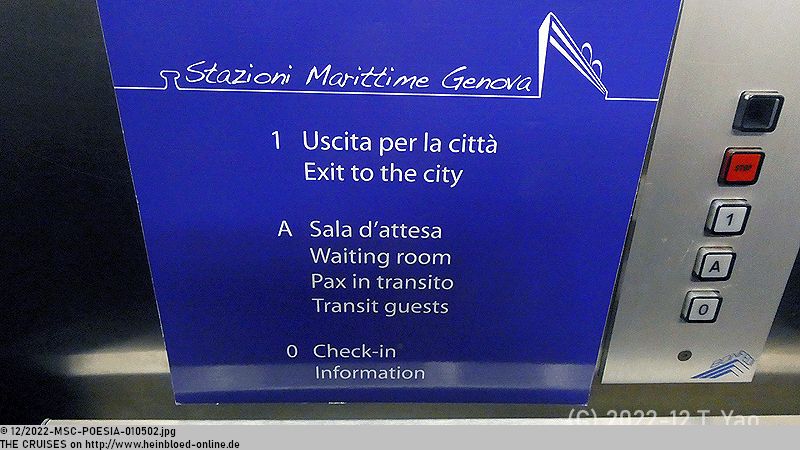 Stazioni Marittime Genova
1 Uscita per la città
Exit to the city
A Sala d'attesa
Waiting room
Pax in transito
Transit guests
0 Check-in
Information
STOP
1
A
0
(C) 2022-12 T. Yao
© 12/2022-MSC-POESIA-010502.jpg
THE CRUISES on http://www.heinbloed-online.de